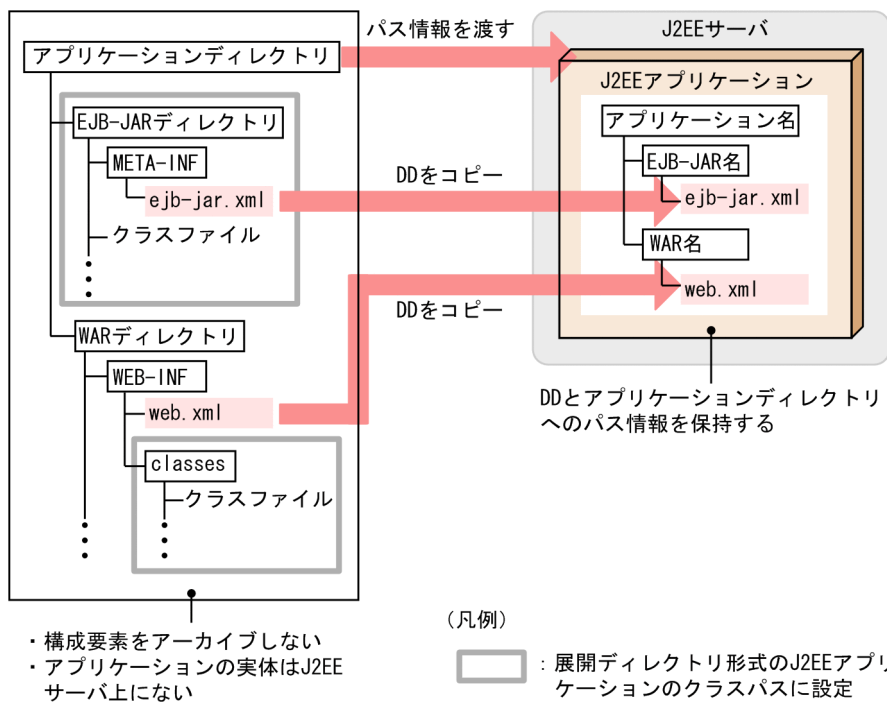 パス情報を渡す
J2EEサーバ
アプリケーションディレクトリ
J2EEアプリケーション
EJB-JARディレクトリ
アプリケーション名
META-INF
DDをコピー
EJB-JAR名
ejb-jar.xml
ejb-jar.xml
クラスファイル
WAR名
web.xml
DDをコピー
WARディレクトリ
WEB-INF
web.xml
DDとアプリケーションディレクトリ
へのパス情報を保持する
classes
クラスファイル
・構成要素をアーカイブしない
・アプリケーションの実体はJ2EE
サーバ上にない
（凡例）
：展開ディレクトリ形式のJ2EEアプリ
ケーションのクラスパスに設定